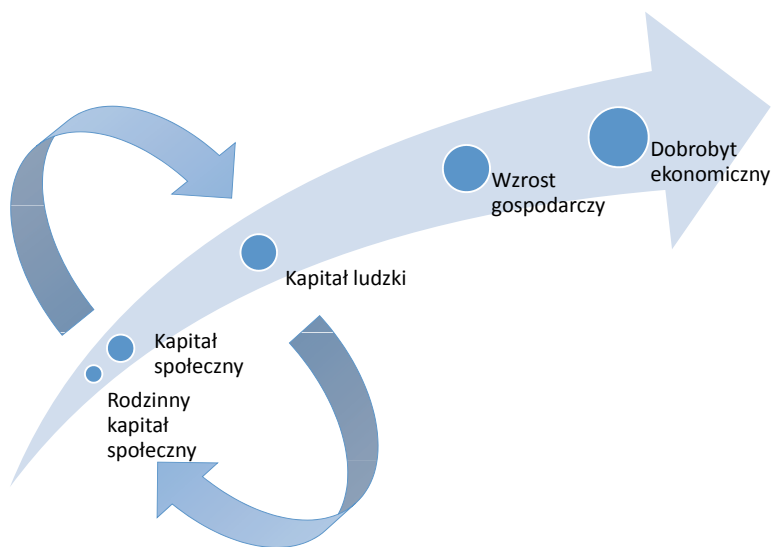 Dobrobyt
ekonomiczny
Wzrost
gospodarczy
Kapitał ludzki
Kapitał
społeczny
Rodzinny
kapitał
społeczny